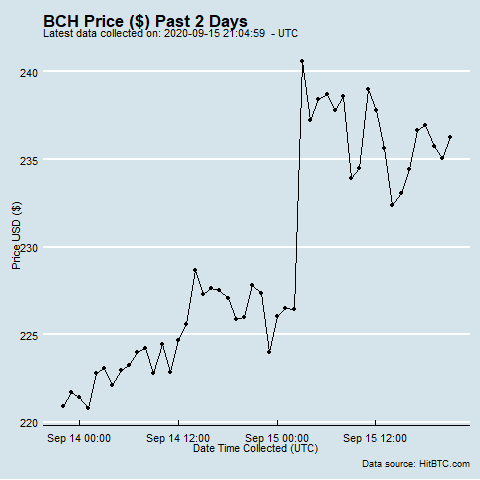 BCH Price ($) Past 2 Days
Latest data collected on: 2020-09-15 21:04:59 - UTC
240
235
230
225
220
Price USD ($)
Sep 14 00:00 Sep 14 12:00 Sep 15 00:00 Sep 15 12:00
Date Time Collected (UTC)
Data source: HitBTC.com